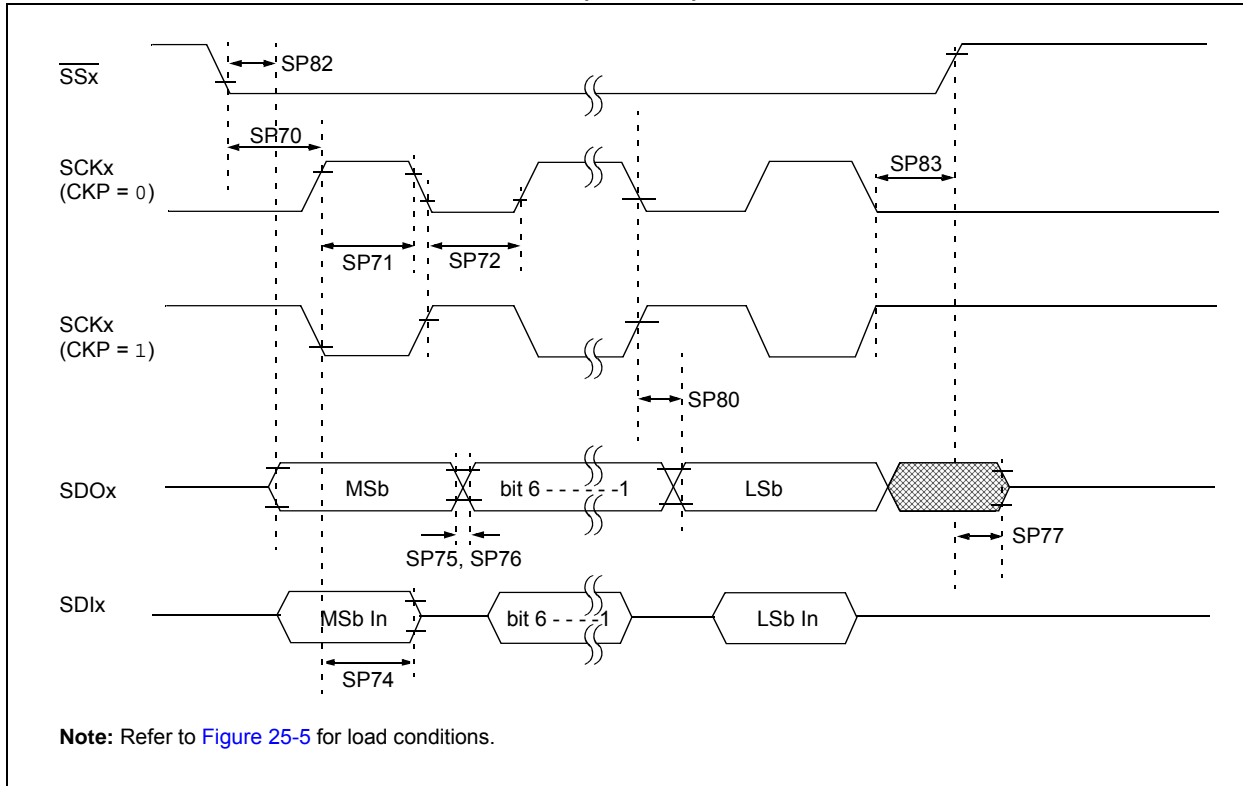 SSx
SP82
SP70
SCKx
(CKP = 0)
SP83
SP71
SP72
SCKx
(CKP = 1)
SP80
SDOx
MSb
bit 6 - - - - - -1
LSb
SP75, SP76
SP77
SDIx
MSb In
bit 6 - - - -1
LSb In
SP74
Note: Refer to Figure 25-5 for load conditions.